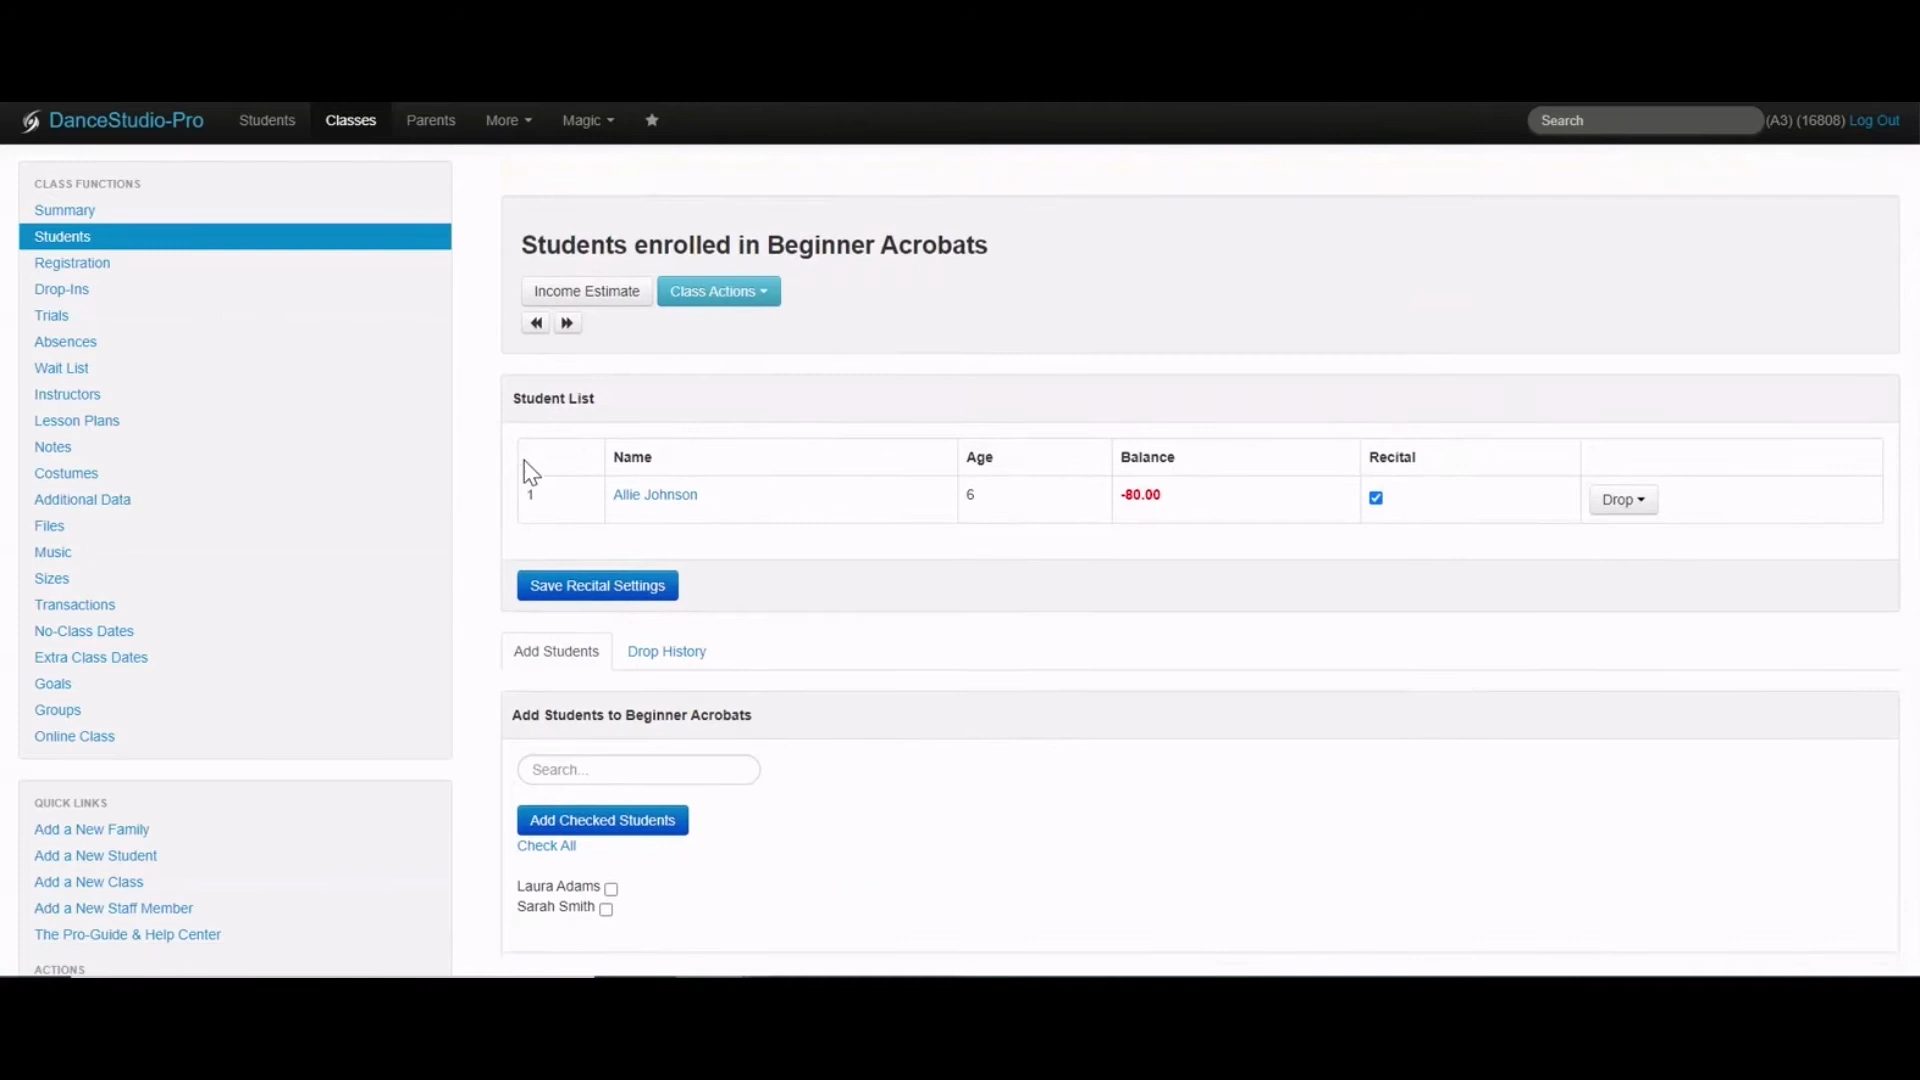 DanceStudio-Pro Students Classes Parents More Magic Search (A3) (16808) Log Out
CLASS FUNCTIONS
Summary
Students
Registration
Drop-Ins
Trials
Absences
Wait List
Instructors
Lesson Plans
Notes
Costumes
Additional Data
Files
Music
Sizes
Transactions
No-Class Dates
Extra Class Dates
Goals
Groups
Online Class
QUICK LINKS
Add a New Family
Add a New Student
Add a New Class
Add a New Staff Member
The Pro-Guide & Help Center
ACTIONS
Students enrolled in Beginner Acrobats
Income Estimate Class Actions
Student List
Name Age Balance Recital
1 Allie Johnson 6 -80.00 Drop
Save Recital Settings
Add Students Drop History
Add Students to Beginner Acrobats
Search...
Add Checked Students
Check All
Laura Adams
Sarah Smith